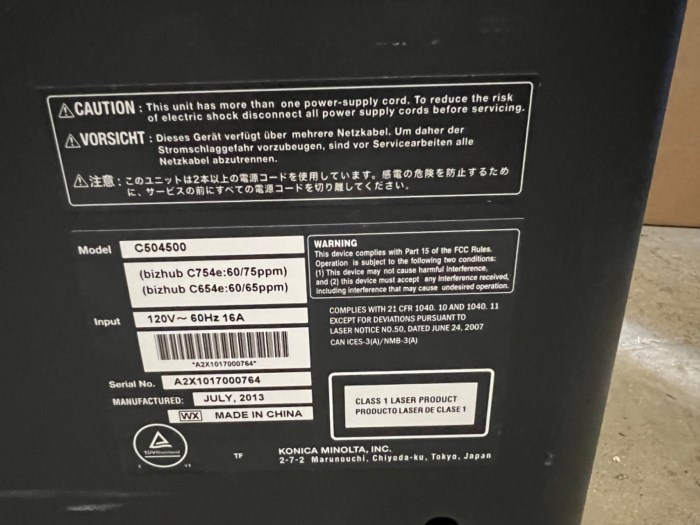 CAUTION : This unit has more than one power-supply cord. To reduce the risk
of electric shock disconnect all power supply cords before servicing.
VORSICHT : Dieses Gerät verfügt über mehrere Netzkabel. Um daher der
Stromschlaggefahr vorzubeugen, sind vor Servicearbeiten alle
Netzkabel abzutrennen.
注意 : このユニットは2本以上の電源コードを使用しています。感電の危険を防止するため
に、サービスの前にすべての電源コードを切り離してください。
Model C504500
(bizhub C754e:60/75ppm)
(bizhub C654e:60/65ppm)
Input 120V~ 60Hz 16A
*A2X1017000764*
Serial No. A2X1017000764
MANUFACTURED: JULY, 2013
WX MADE IN CHINA
WARNING
This device complies with Part 15 of the FCC Rules.
Operation is subject to the following two conditions:
(1) This device may not cause harmful interference,
and (2) this device must accept any interference received,
including interference that may cause undesired operation.
COMPLIES WITH 21 CFR 1040. 10 AND 1040. 11
EXCEPT FOR DEVIATIONS PURSUANT TO
LASER NOTICE NO.50, DATED JUNE 24, 2007
CAN ICES-3(A)/NMB-3(A)
CLASS 1 LASER PRODUCT
PRODUCTO LASER DE CLASE 1
TF
KONICA MINOLTA, INC.
2-7-2 Marunouchi, Chiyoda-ku, Tokyo, Japan